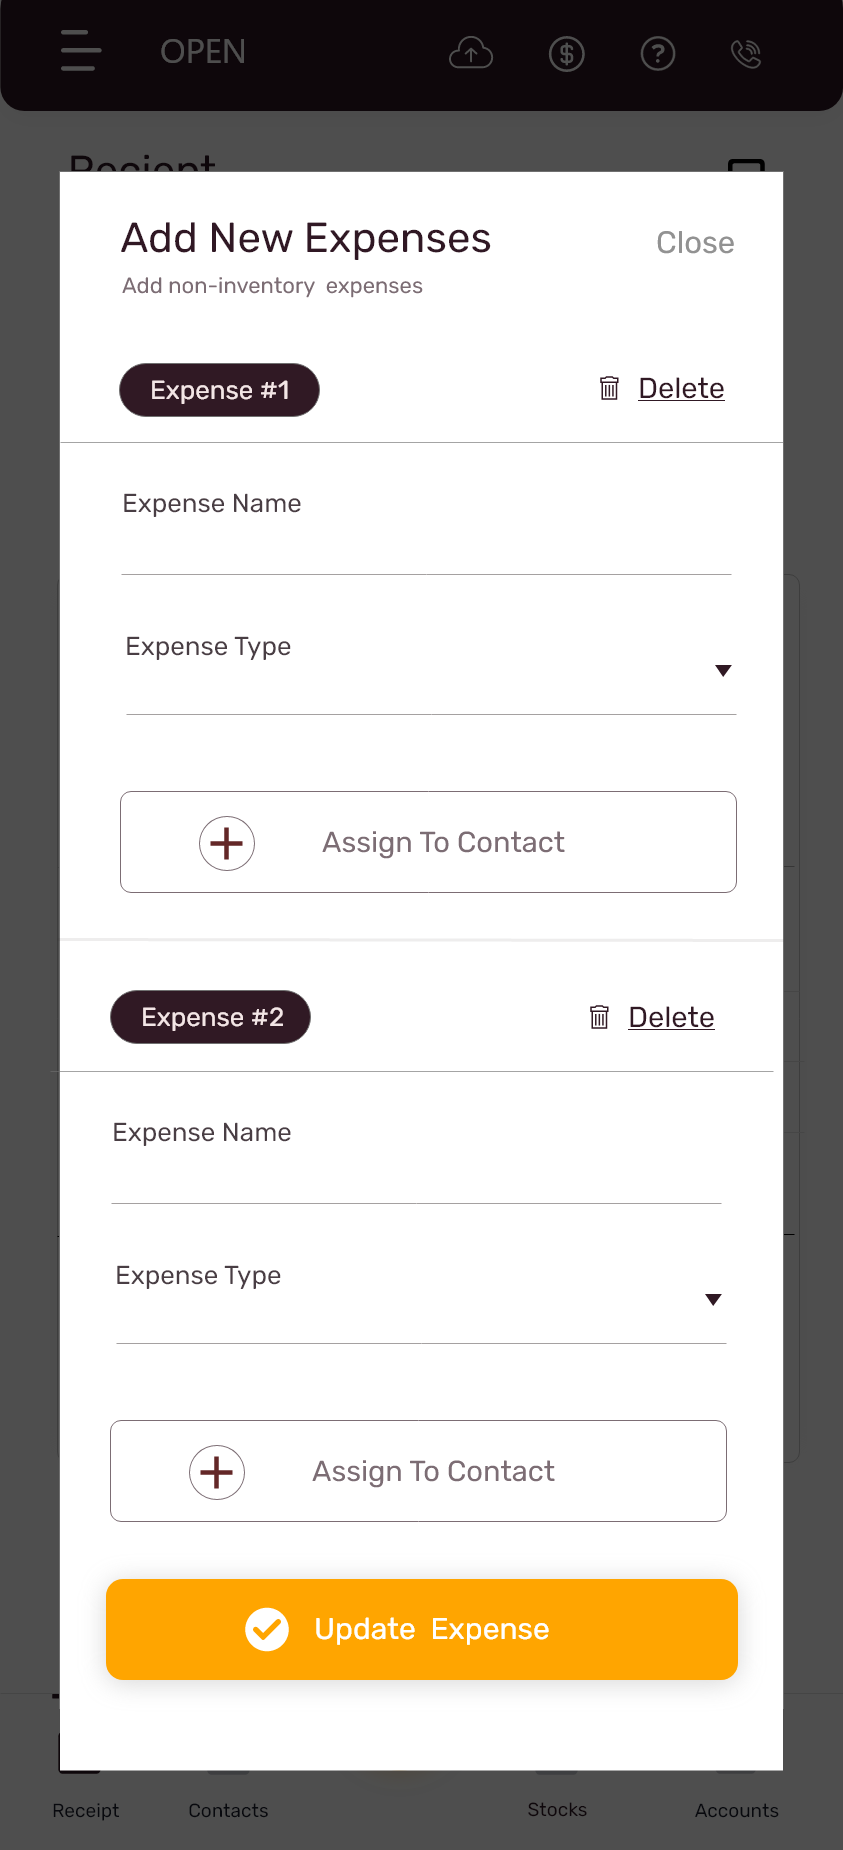 OPEN
Recient
Add New Expenses
Close
Add non-inventory expenses
Expense #1
Delete
Expense Name
Expense Type
Assign To Contact
Expense #2
Delete
Expense Name
Expense Type
Assign To Contact
Update Expense
Receipt
Contacts
Stocks
Accounts